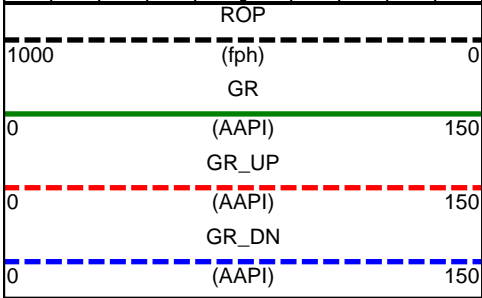 ROP
1000 (fph) 0
GR
0 (AAPI) 150
GR_UP
0 (AAPI) 150
GR_DN
0 (AAPI) 150